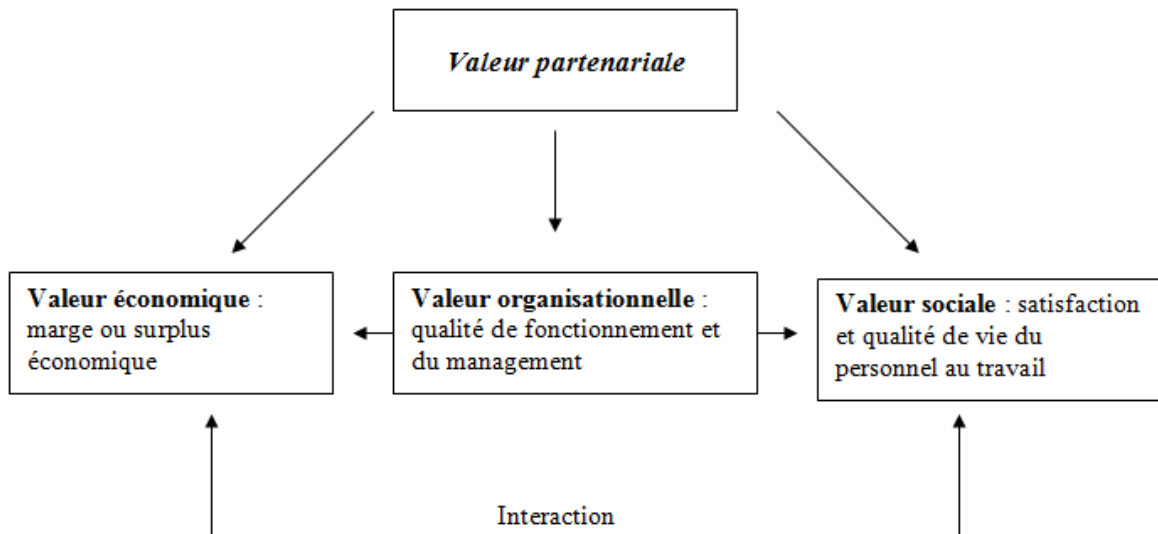 Valeur partenariale
Valeur économique :
marge ou surplus
économique
Valeur organisationnelle :
qualité de fonctionnement et
du management
Valeur sociale : satisfaction
et qualité de vie du
personnel au travail
Interaction